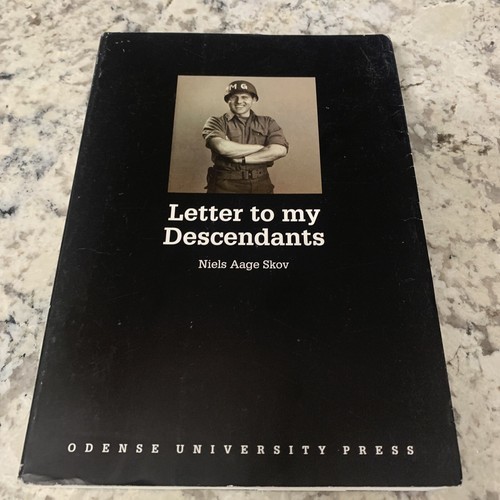 MG
Letter to my
Descendants
Niels Aage Skov
ODENSE UNIVERSITY PRESS